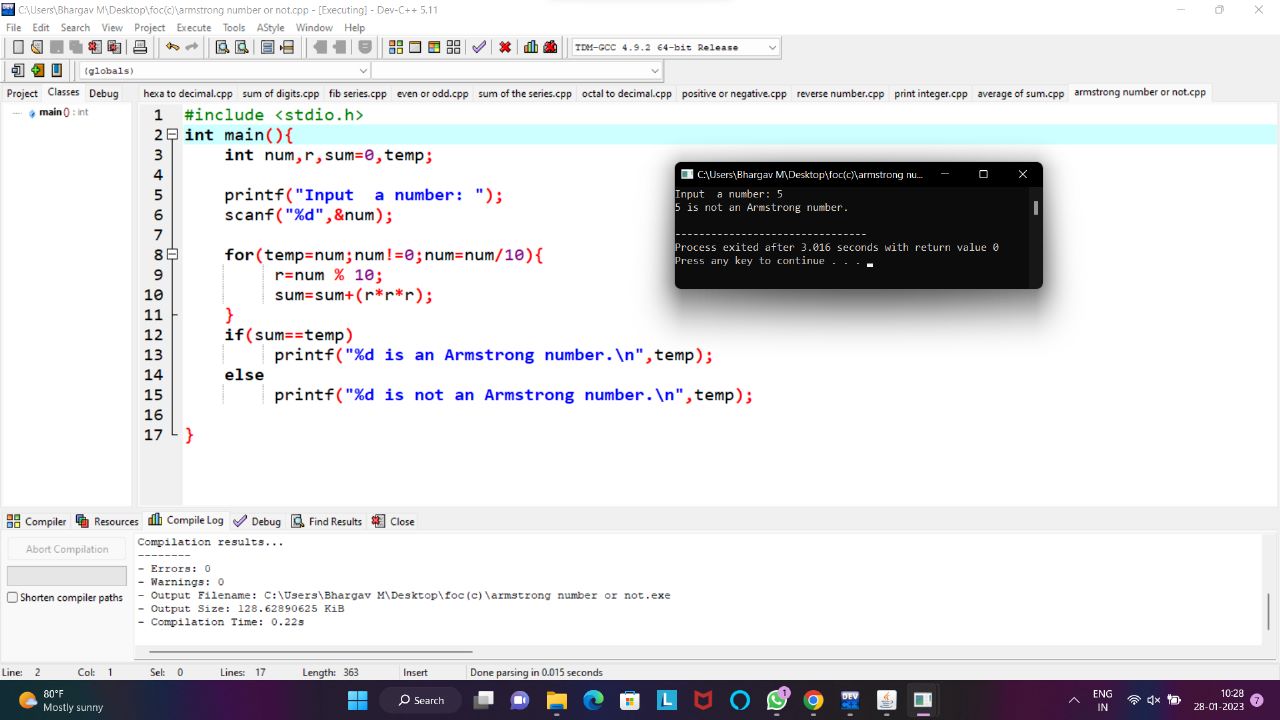 C:\Users\Bhargav M\Desktop\foc(c)\armstrong number or not.cpp - [Executing] - Dev-C++ 5.11
File Edit Search View Project Execute Tools AStyle Window Help
TDM-GCC 4.9.2 64-bit Release
(globals)
Project Classes Debug
hexa to decimal.cpp sum of digits.cpp fib series.cpp even or odd.cpp sum of the series.cpp octal to decimal.cpp positive or negative.cpp reverse number.cpp print integer.cpp average of sum.cpp armstrong number or not.cpp
main () : int
1 #include <stdio.h>
2 int main(){
3 int num,r,sum=0,temp;
4
5 printf("Input  a number: ");
6 scanf("%d",&num);
7
8 for(temp=num;num!=0;num=num/10){
9 r=num % 10;
10 sum=sum+(r*r*r);
11 }
12 if(sum==temp)
13 printf("%d is an Armstrong number.\n",temp);
14 else
15 printf("%d is not an Armstrong number.\n",temp);
16
17 }
C:\Users\Bhargav M\Desktop\foc(c)\armstrong nu...
Input  a number: 5
5 is not an Armstrong number.
--------------------------------
Process exited after 3.016 seconds with return value 0
Press any key to continue . . .
Compiler Resources Compile Log Debug Find Results Close
Abort Compilation
Shorten compiler paths
Compilation results...
--------
- Errors: 0
- Warnings: 0
- Output Filename: C:\Users\Bhargav M\Desktop\foc(c)\armstrong number or not.exe
- Output Size: 128.62890625 KiB
- Compilation Time: 0.22s
Line: 2 Col: 1 Sel: 0 Lines: 17 Length: 363 Insert Done parsing in 0.015 seconds
80°F
Mostly sunny
Search
L
1
DEV
ENG
IN
10:28
28-01-2023
7